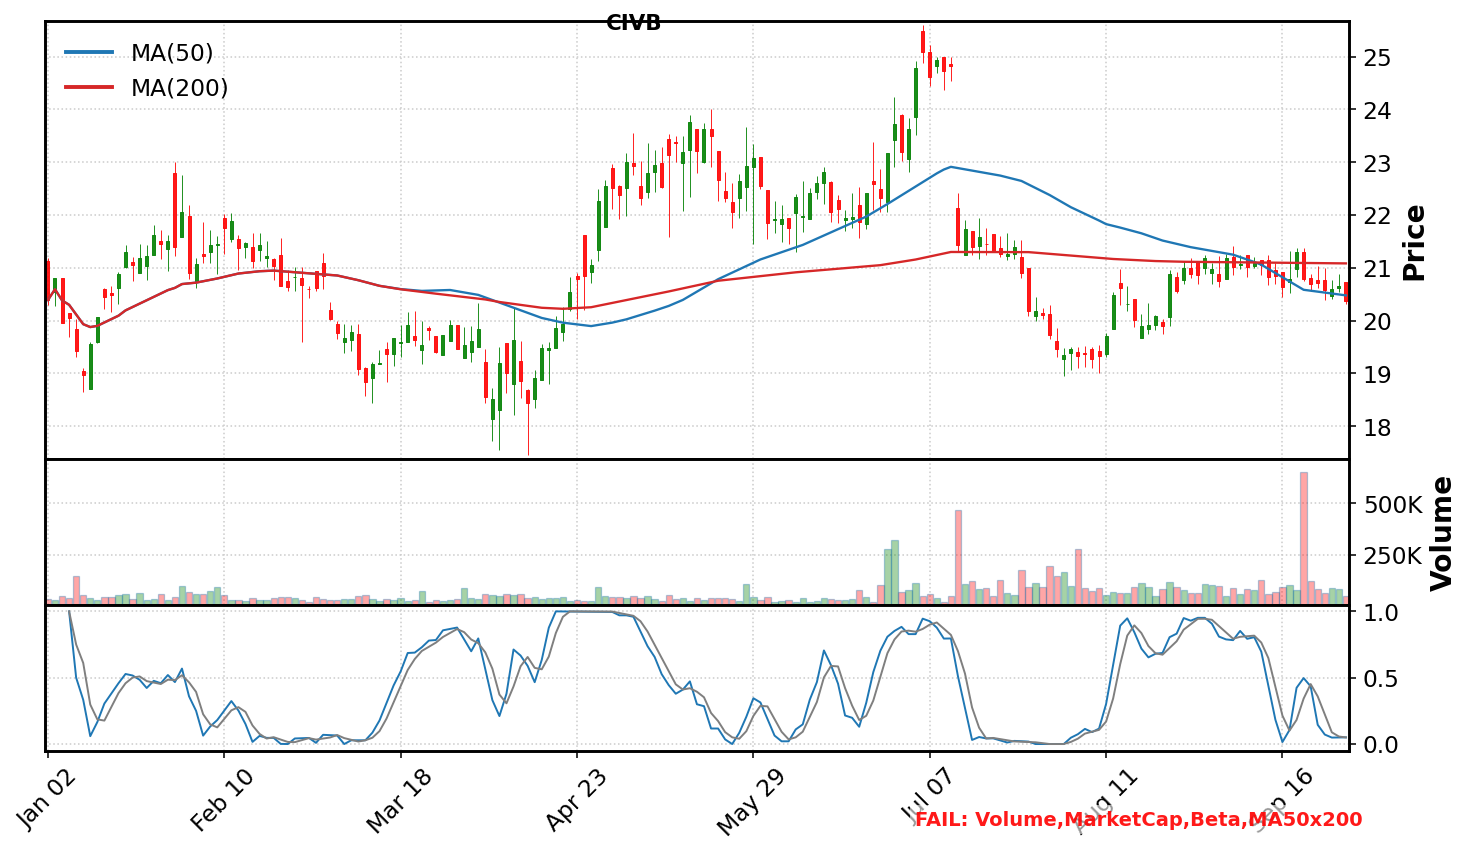 CIVB
MA(50)
MA(200)
25
24
23
22
21
20
19
18
Price
500K
250K
Volume
1.0
0.5
0.0
Jan 02
Feb 10
Mar 18
Apr 23
May 29
Jul 07
Aug 11
Sep 16
FAIL: Volume,MarketCap,Beta,MA50x200